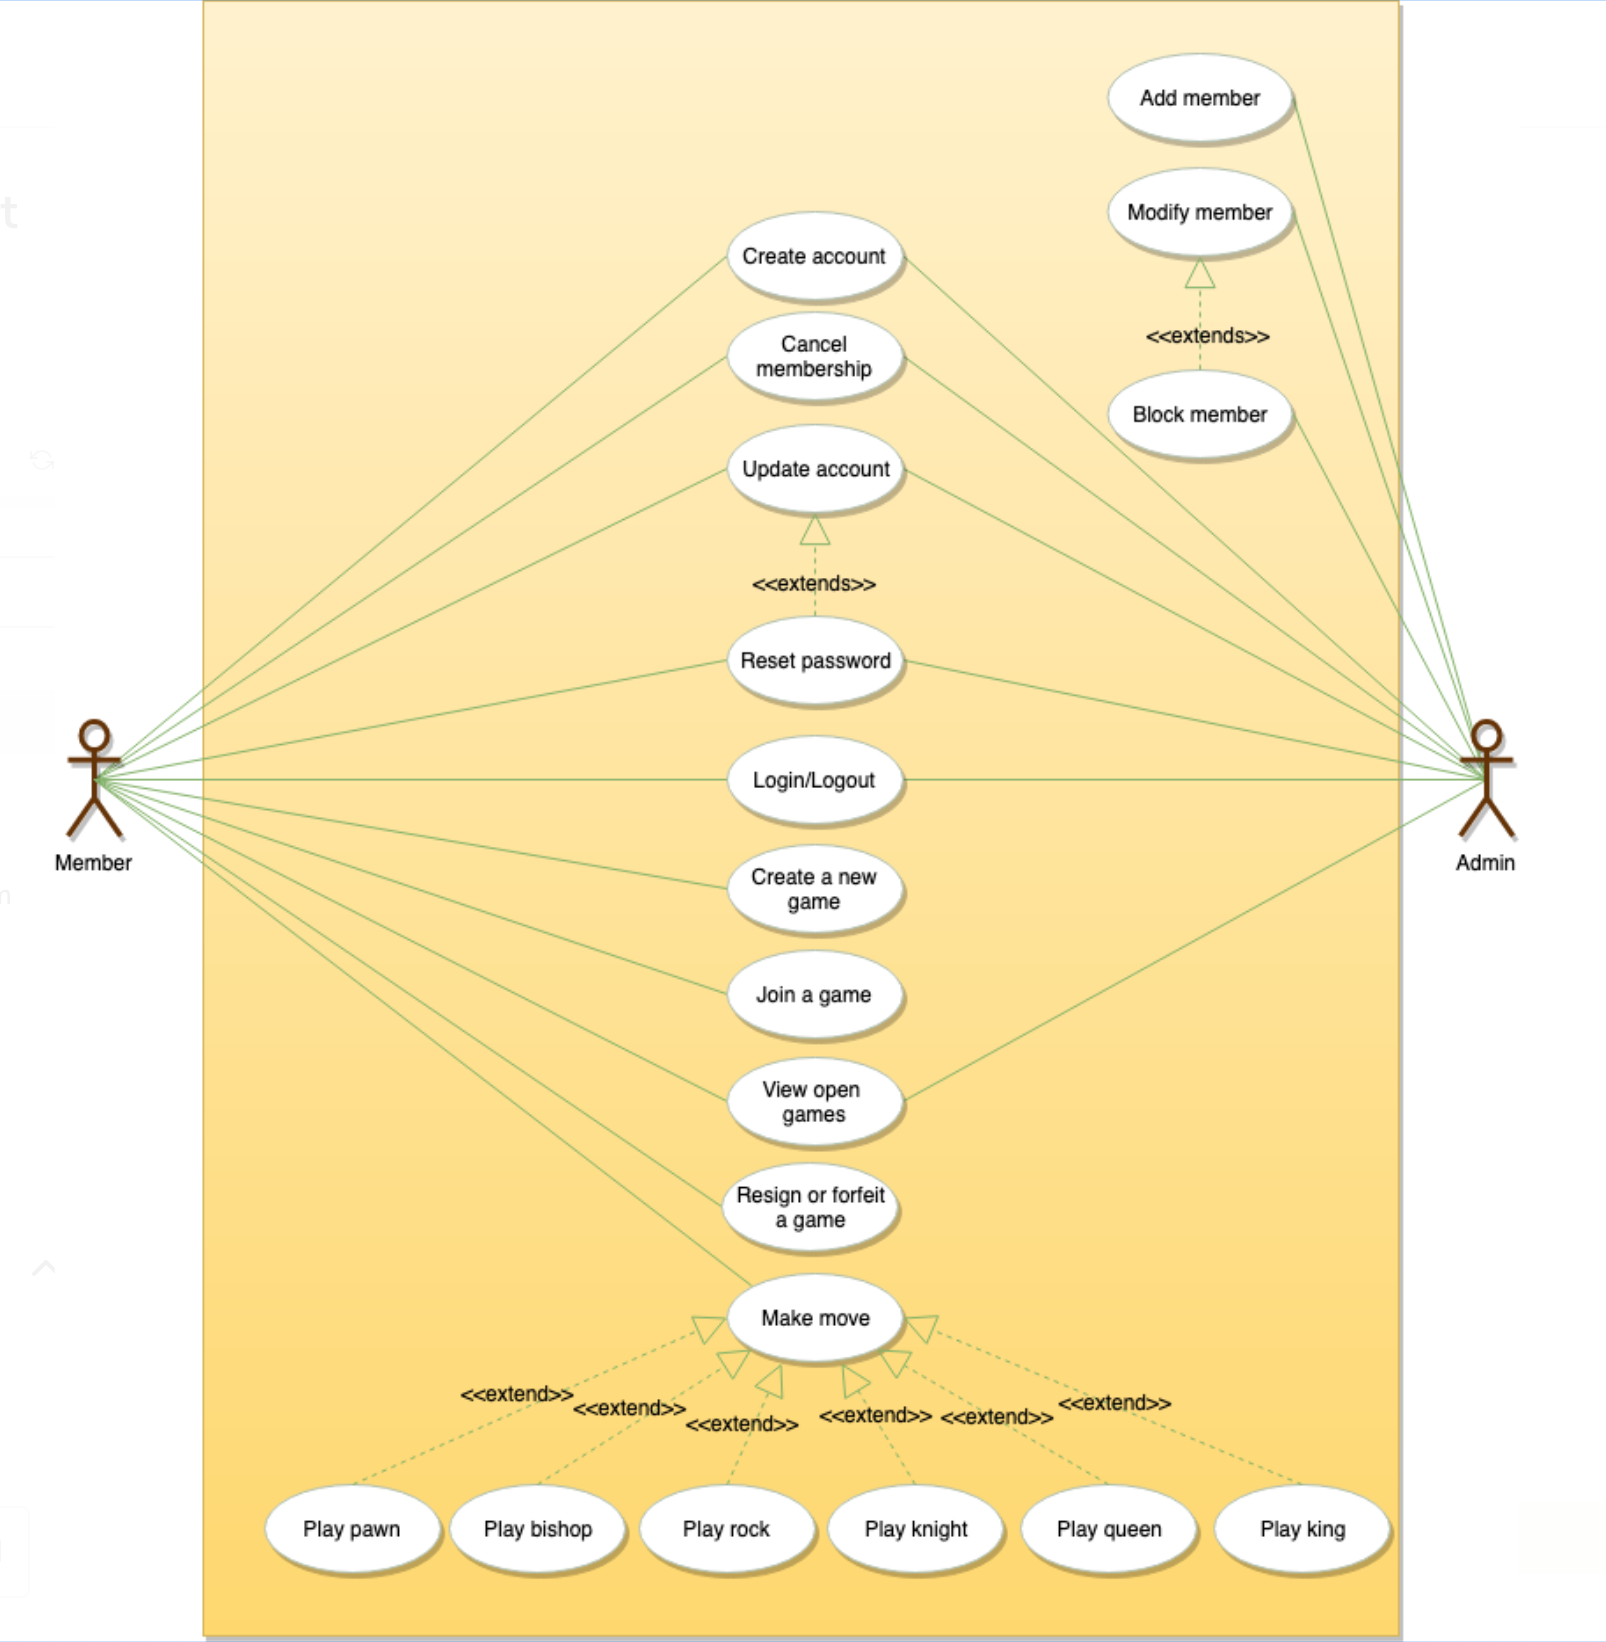 Add member
Modify member
<<extends>>
Block member
Create account
Cancel
membership
Update account
<<extends>>
Reset password
Login/Logout
Create a new
game
Join a game
View open
games
Resign or forfeit
a game
Make move
<<extend>>
<<extend>>
<<extend>>
<<extend>>
<<extend>>
<<extend>>
Play pawn
Play bishop
Play rock
Play knight
Play queen
Play king
Member
Admin